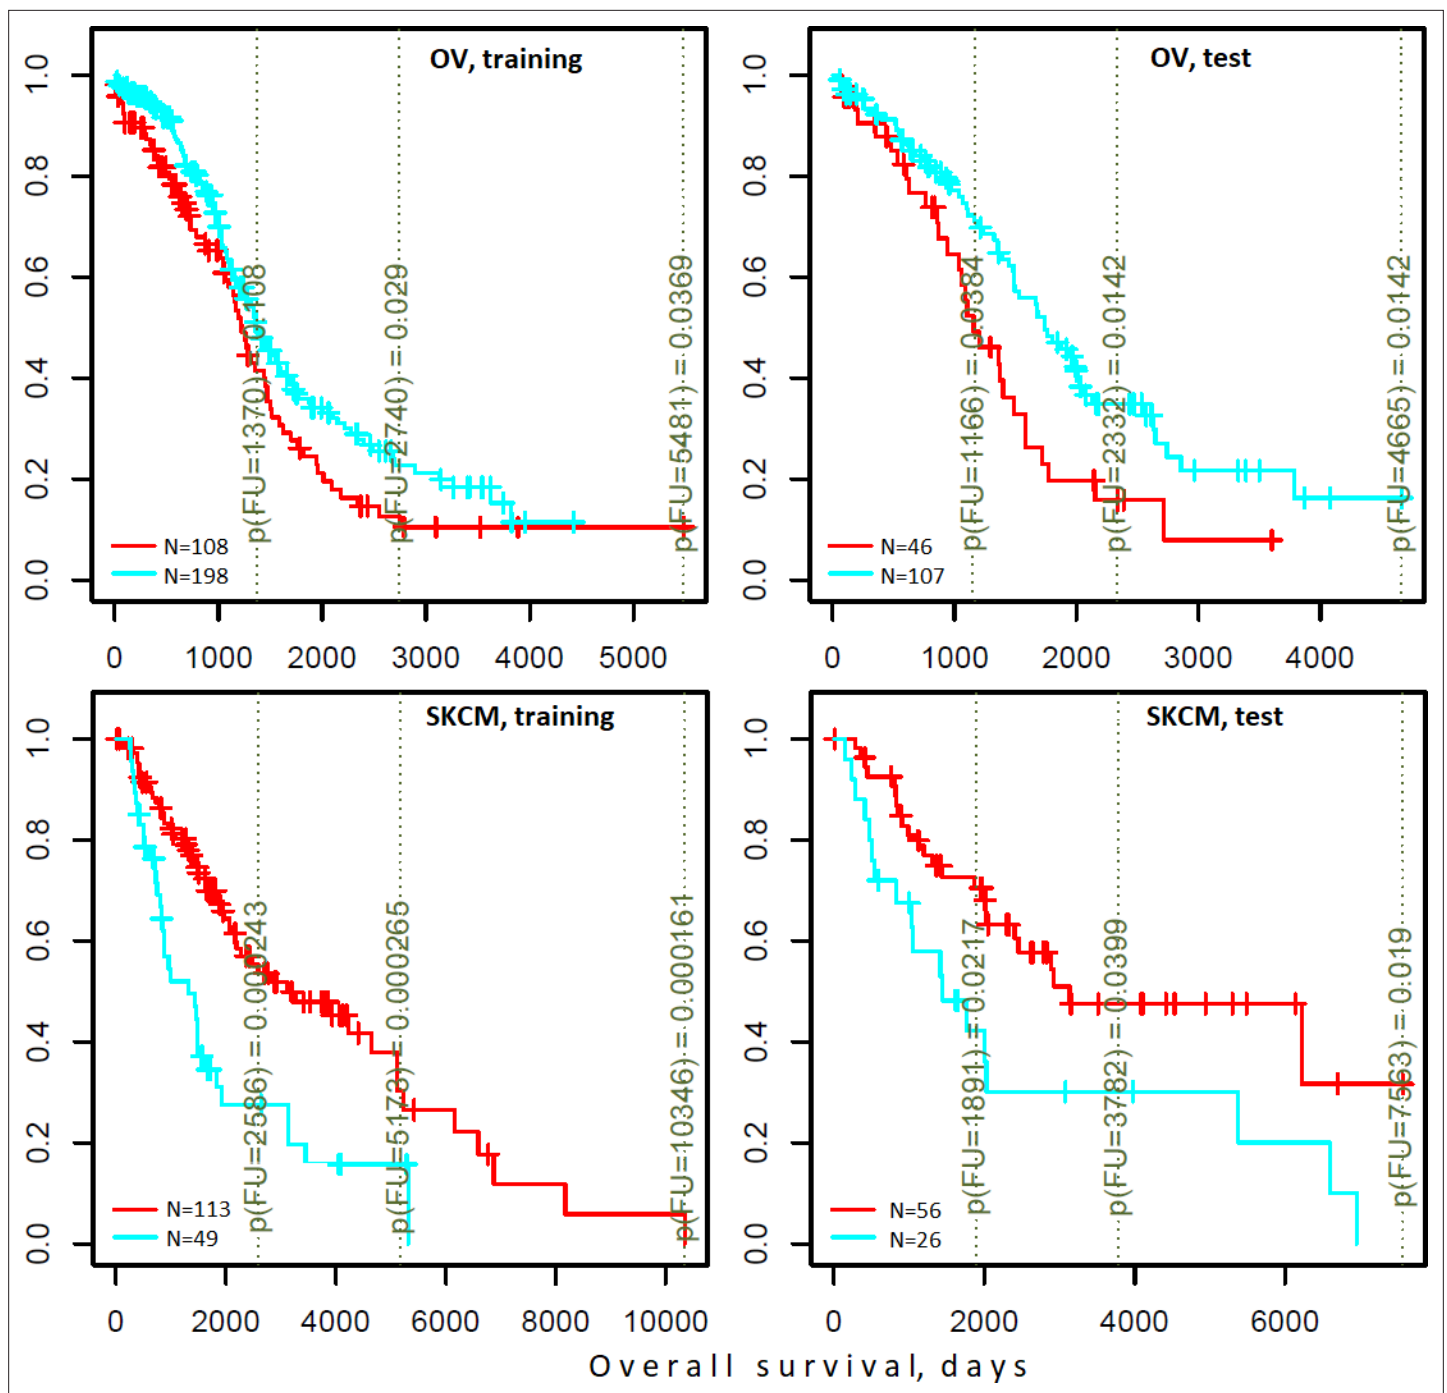 OV, training
1.0
0.8
0.6
0.4
0.2
0.0
p(FU=1370) = 0.108
p(FU=2740) = 0.029
p(FU=5481) = 0.0369
N=108
N=198
0 1000 2000 3000 4000 5000
OV, test
1.0
0.8
0.6
0.4
0.2
0.0
p(FU=1166) = 0.0384
p(FU=2332) = 0.0142
p(FU=4665) = 0.0142
N=46
N=107
0 1000 2000 3000 4000
SKCM, training
1.0
0.8
0.6
0.4
0.2
0.0
p(FU=2586) = 0.000243
p(FU=5173) = 0.000265
p(FU=10346) = 0.000161
N=113
N=49
0 2000 4000 6000 8000 10000
SKCM, test
1.0
0.8
0.6
0.4
0.2
0.0
p(FU=1891) = 0.0217
p(FU=3782) = 0.0399
p(FU=7563) = 0.019
N=56
N=26
0 2000 4000 6000
Overall survival, days